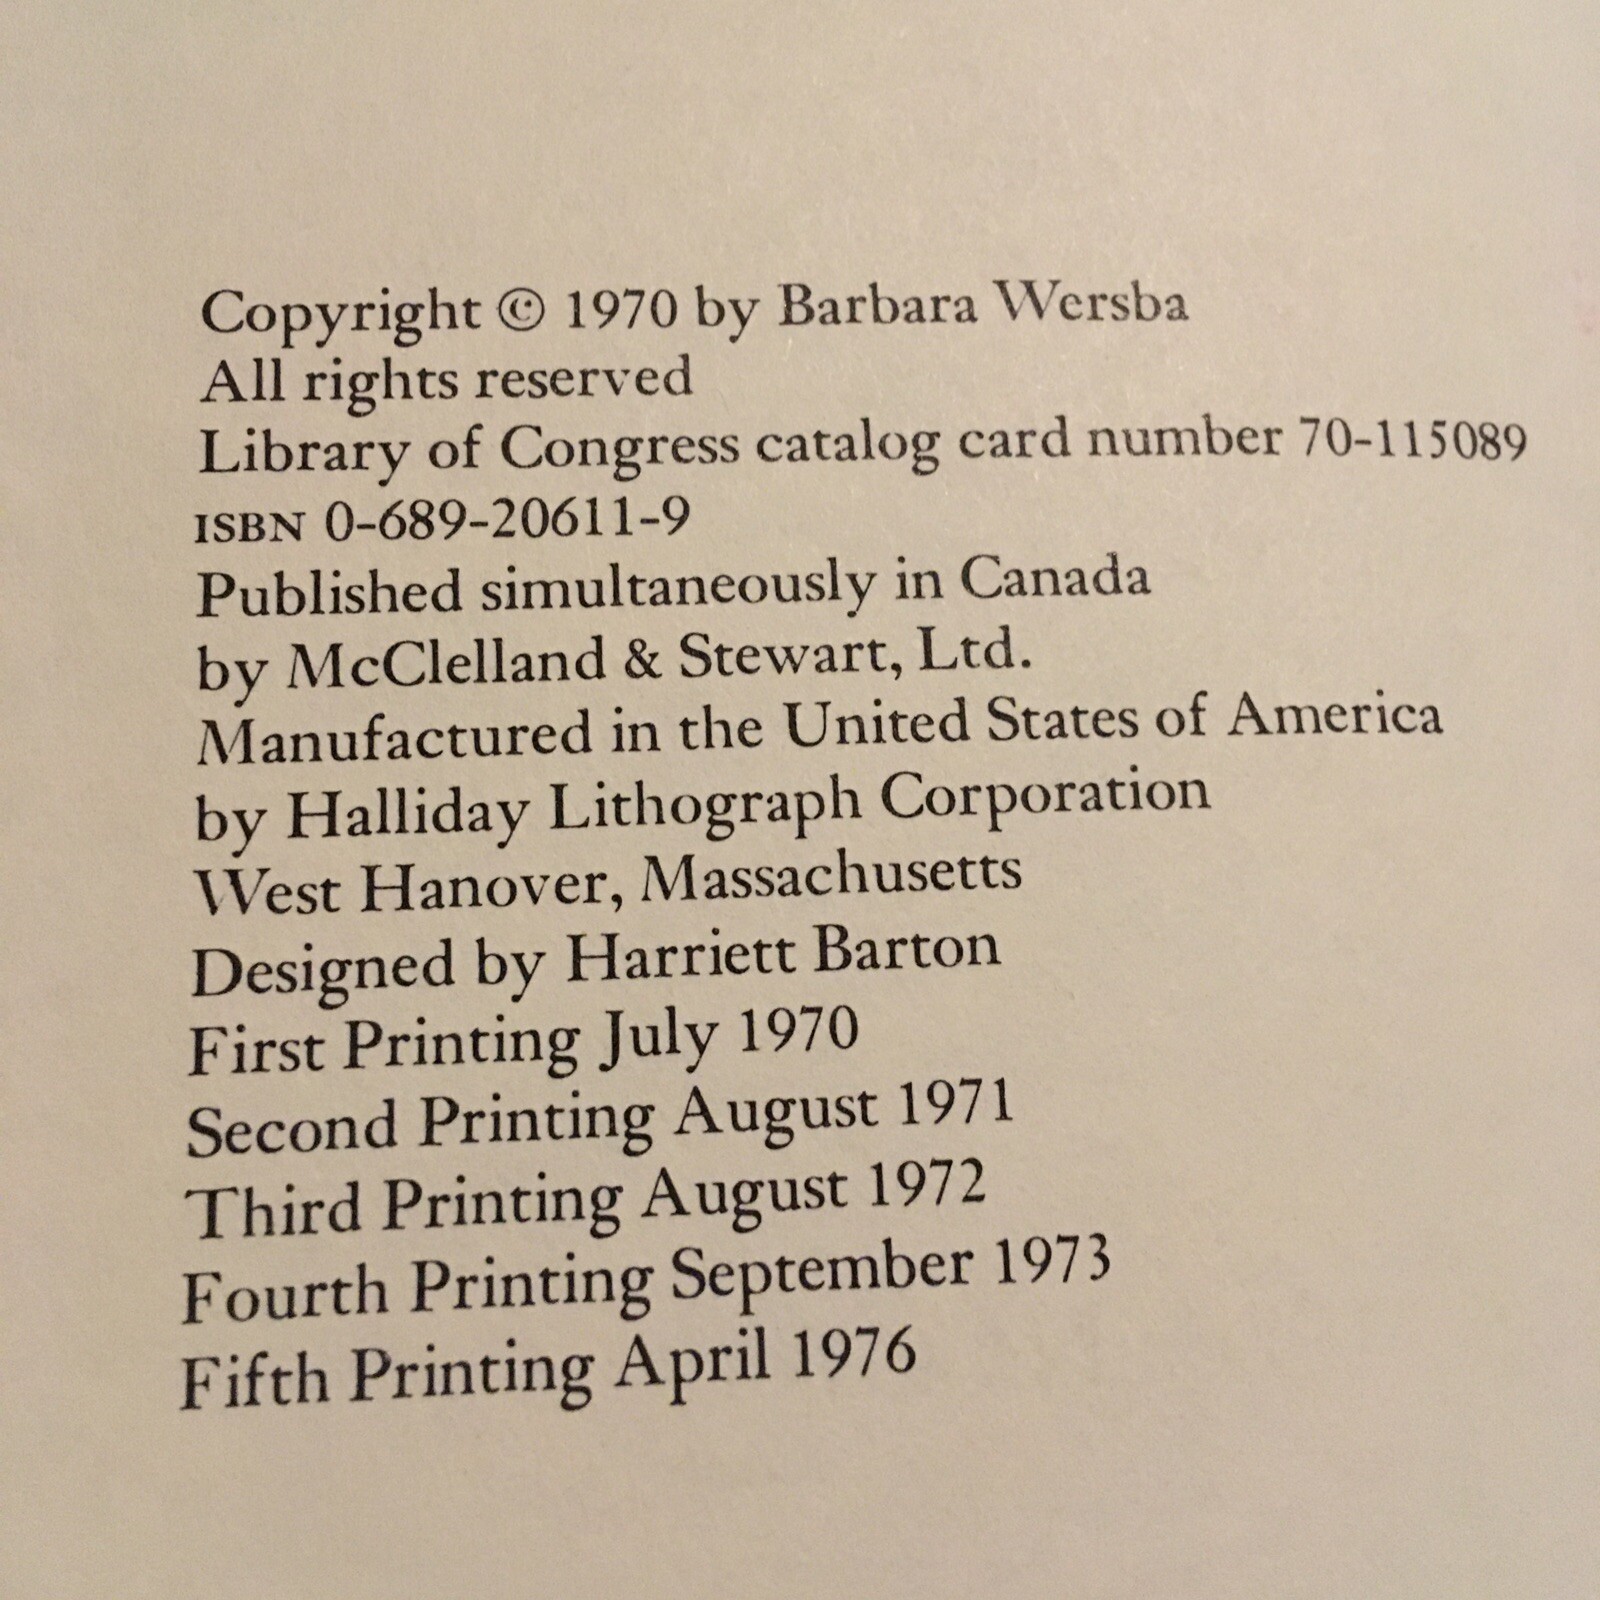 Copyright © 1970 by Barbara Wersba
All rights reserved
Library of Congress catalog card number 70-115089
ISBN 0-689-20611-9
Published simultaneously in Canada
by McClelland & Stewart, Ltd.
Manufactured in the United States of America
by Halliday Lithograph Corporation
West Hanover, Massachusetts
Designed by Harriett Barton
First Printing July 1970
Second Printing August 1971
Third Printing August 1972
Fourth Printing September 1973
Fifth Printing April 1976